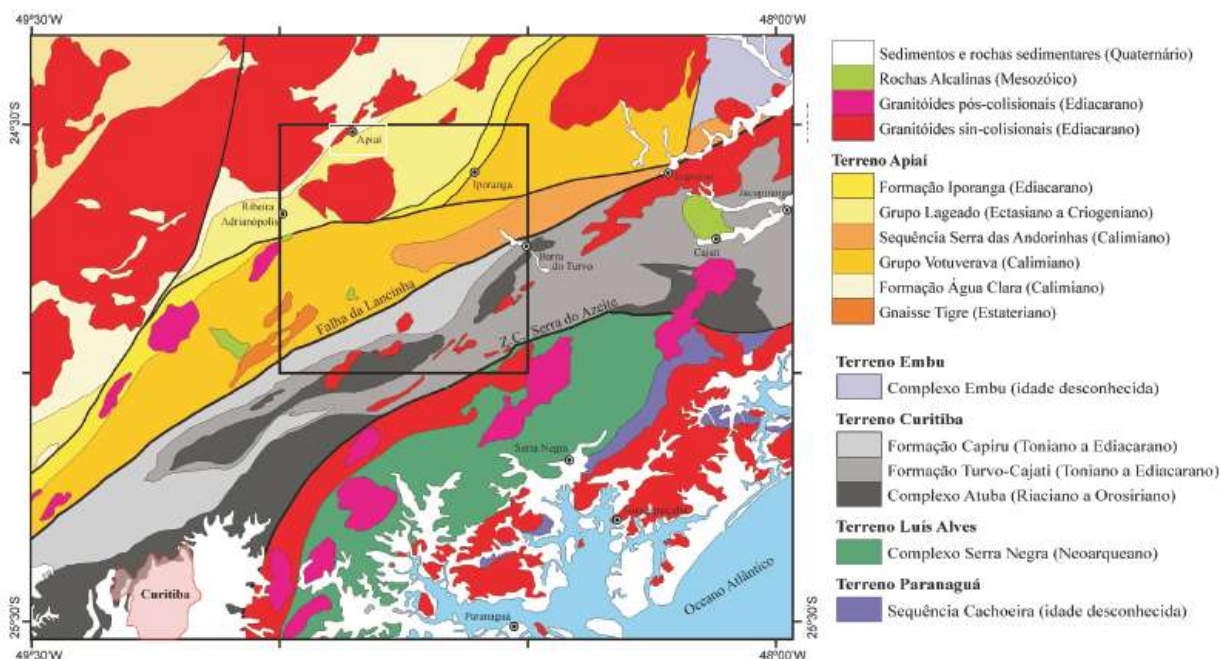 49°30'W
48°00'W
24°30'S
24°30'S
Apiaí
Iporanga
Ribeira
Adrianópolis
Jacupiranga
Cajati
Barra
do Turvo
Falha da Lancinha
Z.C. Serra do Azeite
Serra Negra
Curitiba
Paranaguá
Oceano Atlântico
25°30'S
25°30'S
49°30'W
48°00'W
Sedimentos e rochas sedimentares (Quaternário)
Rochas Alcalinas (Mesozóico)
Granitóides pós-colisionais (Ediacarano)
Granitóides sin-colisionais (Ediacarano)
Terreno Apiaí
Formação Iporanga (Ediacarano)
Grupo Lageado (Ectasiano a Criogeniano)
Sequência Serra das Andorinhas (Calimiano)
Grupo Votuverava (Calimiano)
Formação Água Clara (Calimiano)
Gnaisse Tigre (Estateriano)
Terreno Embu
Complexo Embu (idade desconhecida)
Terreno Curitiba
Formação Capiru (Toniano a Ediacarano)
Formação Turvo-Cajati (Toniano a Ediacarano)
Complexo Atuba (Riaciano a Orosiriano)
Terreno Luís Alves
Complexo Serra Negra (Neoarqueano)
Terreno Paranaguá
Sequência Cachoeira (idade desconhecida)